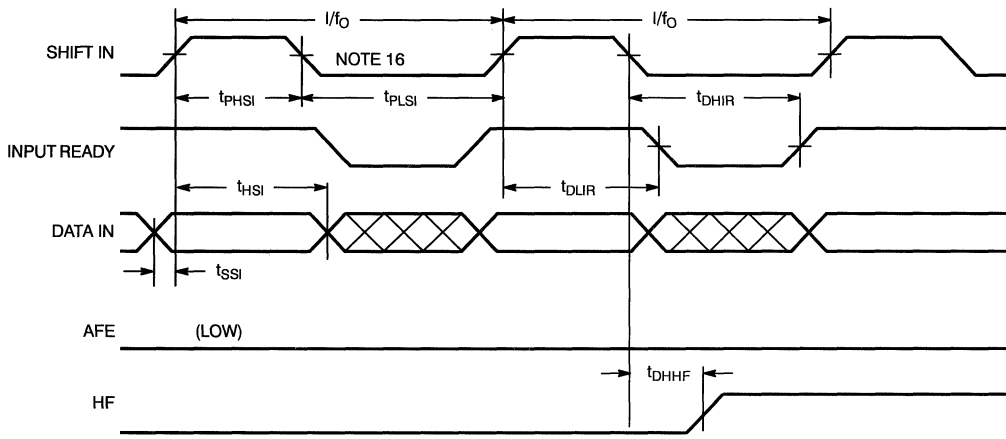 I/fO I/fO
SHIFT IN
NOTE 16
tPHSI tPLSI tDHIR
INPUT READY
tHSI tDLIR
DATA IN
tSSI
AFE (LOW)
tDHHF
HF